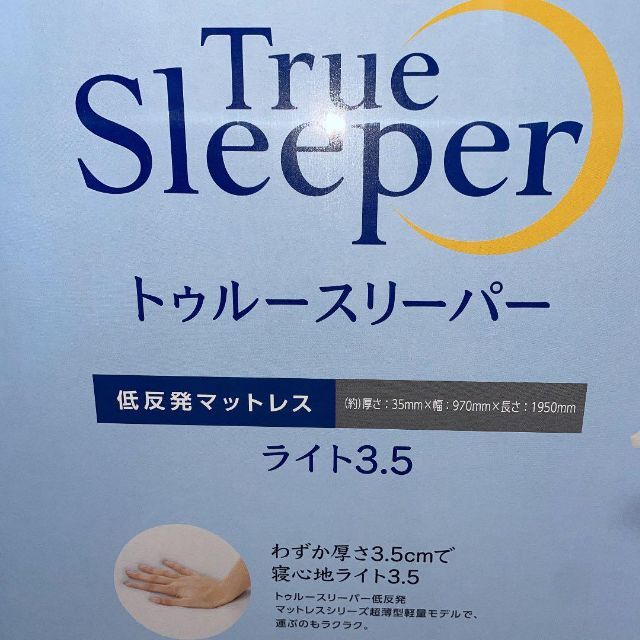 True
Sleeper
トゥルースリーパー
低反発マットレス (約)厚さ：35mm×幅：970mm×長さ：1950mm
ライト3.5
わずか厚さ3.5cmで
寝心地ライト3.5
トゥルースリーパー低反発
マットレスシリーズ超薄型軽量モデルで、
運ぶのもラクラク。